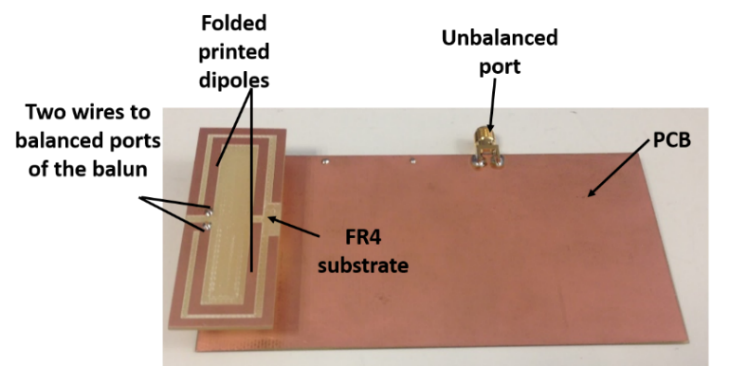 Folded
printed
dipoles
Unbalanced
port
Two wires to
balanced ports
of the balun
PCB
FR4
substrate